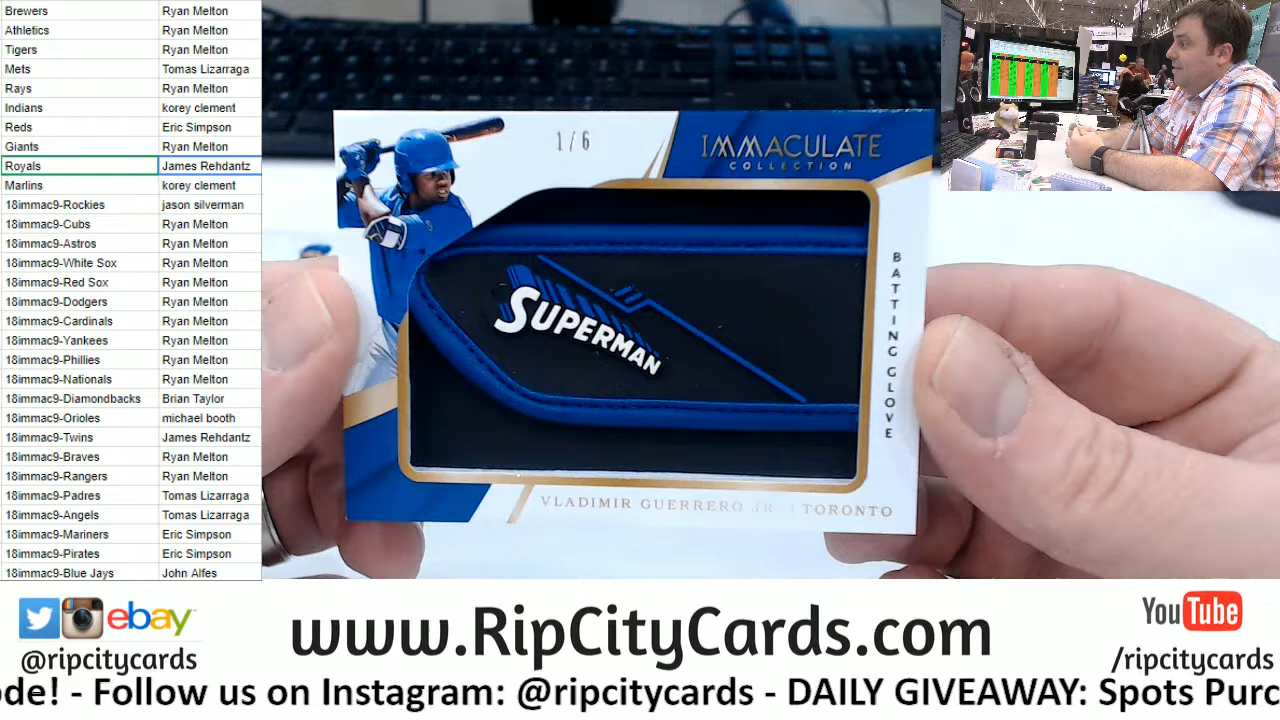 Brewers Ryan Melton
Athletics Ryan Melton
Tigers Ryan Melton
Mets Tomas Lizarraga
Rays Ryan Melton
Indians korey clement
Reds Eric Simpson
Giants Ryan Melton
Royals James Rehdantz
Marlins korey clement
18immac9-Rockies jason silverman
18immac9-Cubs Ryan Melton
18immac9-Astros Ryan Melton
18immac9-White Sox Ryan Melton
18immac9-Red Sox Ryan Melton
18immac9-Dodgers Ryan Melton
18immac9-Cardinals Ryan Melton
18immac9-Yankees Ryan Melton
18immac9-Phillies Ryan Melton
18immac9-Nationals Ryan Melton
18immac9-Diamondbacks Brian Taylor
18immac9-Orioles michael booth
18immac9-Twins James Rehdantz
18immac9-Braves Ryan Melton
18immac9-Rangers Ryan Melton
18immac9-Padres Tomas Lizarraga
18immac9-Angels Tomas Lizarraga
18immac9-Mariners Eric Simpson
18immac9-Pirates Eric Simpson
18immac9-Blue Jays John Alfes
1/6
IMMACULATE
COLLECTION
SUPERMAN
BATTING GLOVE
VLADIMIR GUERRERO JR. | TORONTO
ebay
@ripcitycards
www.RipCityCards.com
YouTube
/ripcitycards
ode! - Follow us on Instagram: @ripcitycards - DAILY GIVEAWAY: Spots Purc